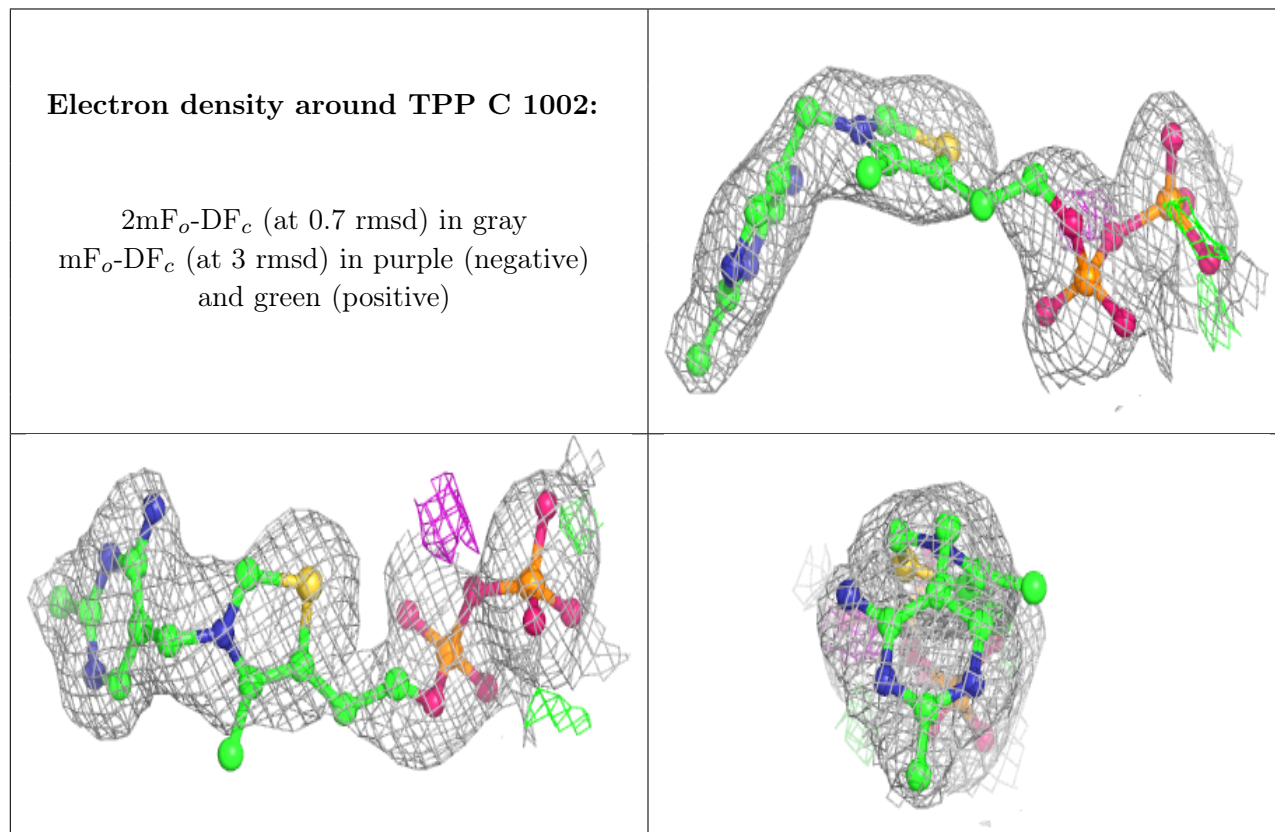 Electron density around TPP C 1002:
2mFo-DFc (at 0.7 rmsd) in gray
mFo-DFc (at 3 rmsd) in purple (negative)
and green (positive)